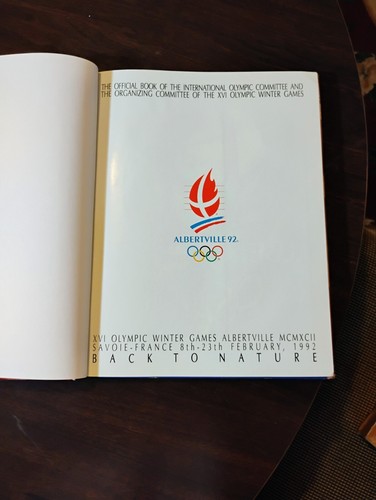 THE OFFICIAL BOOK OF THE INTERNATIONAL OLYMPIC COMMITTEE AND
THE ORGANIZING COMMITTEE OF THE XVI OLYMPIC WINTER GAMES
ALBERTVILLE 92
XVI OLYMPIC WINTER GAMES ALBERTVILLE MCMXCII
SAVOIE-FRANCE 8th-23th FEBRUARY, 1992
BACK TO NATURE